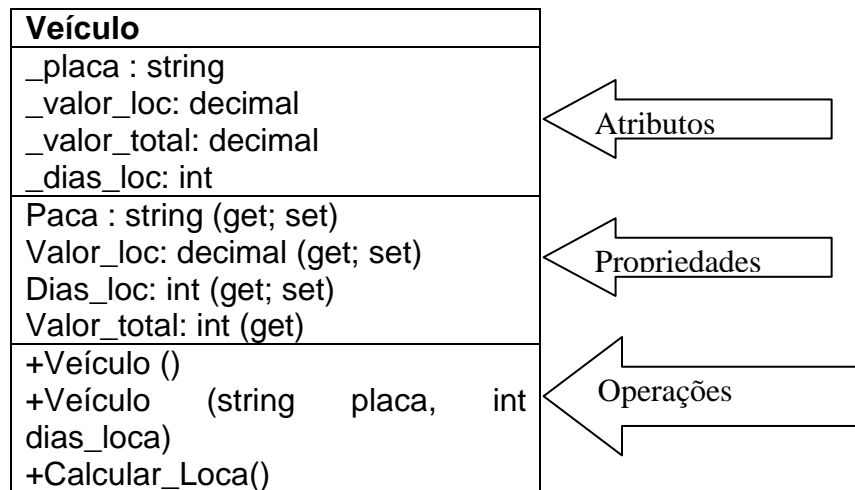 Veículo
_placa : string
_valor_loc: decimal
_valor_total: decimal
_dias_loc: int
Atributos
Paca : string (get; set)
Valor_loc: decimal (get; set)
Dias_loc: int (get; set)
Valor_total: int (get)
Propriedades
+Veículo ()
+Veículo (string placa, int
dias_loca)
+Calcular_Loca()
Operações